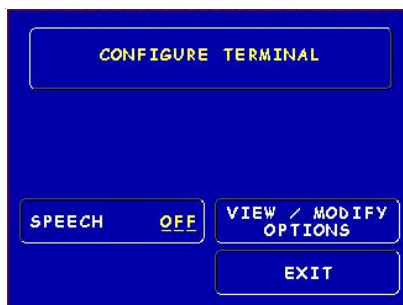 CONFIGURE TERMINAL
SPEECH OFF
VIEW / MODIFY
OPTIONS
EXIT